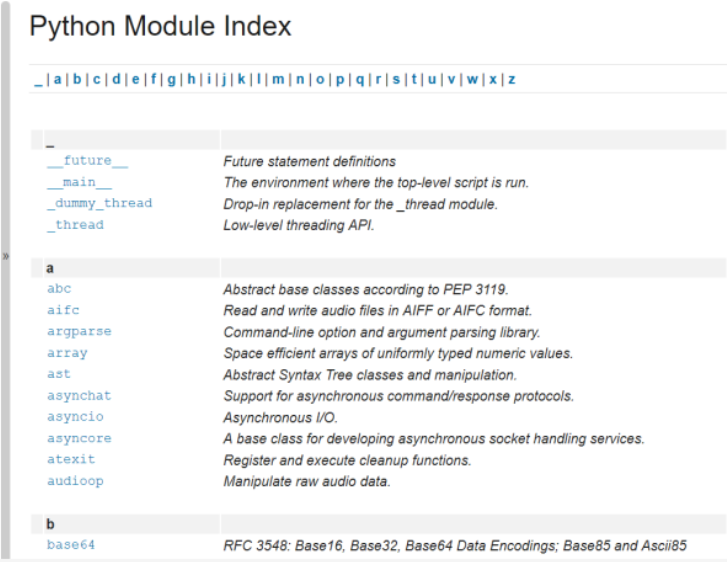 Python Module Index
_ | a | b | c | d | e | f | g | h | i | j | k | l | m | n | o | p | q | r | s | t | u | v | w | x | z
_
__future__ Future statement definitions
__main__ The environment where the top-level script is run.
_dummy_thread Drop-in replacement for the _thread module.
_thread Low-level threading API.
»
a
abc Abstract base classes according to PEP 3119.
aifc Read and write audio files in AIFF or AIFC format.
argparse Command-line option and argument parsing library.
array Space efficient arrays of uniformly typed numeric values.
ast Abstract Syntax Tree classes and manipulation.
asynchat Support for asynchronous command/response protocols.
asyncio Asynchronous I/O.
asyncore A base class for developing asynchronous socket handling services.
atexit Register and execute cleanup functions.
audioop Manipulate raw audio data.
b
base64 RFC 3548: Base16, Base32, Base64 Data Encodings; Base85 and Ascii85